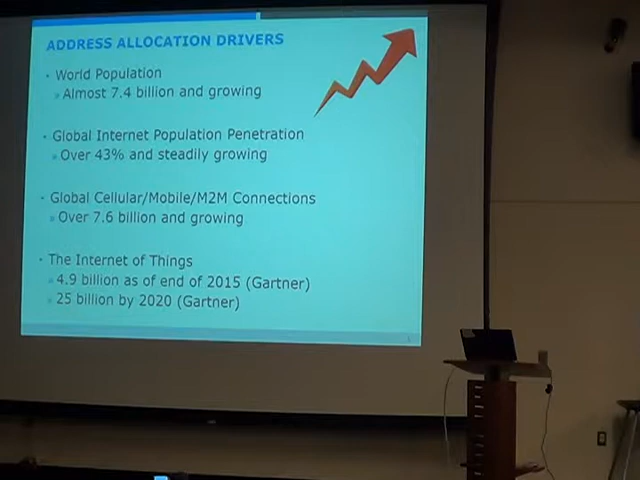 ADDRESS ALLOCATION DRIVERS
• World Population
» Almost 7.4 billion and growing
• Global Internet Population Penetration
» Over 43% and steadily growing
• Global Cellular/Mobile/M2M Connections
» Over 7.6 billion and growing
• The Internet of Things
» 4.9 billion as of end of 2015 (Gartner)
» 25 billion by 2020 (Gartner)